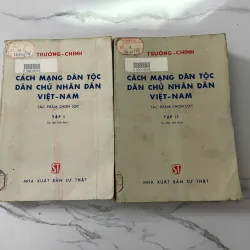 TRƯỜNG-CHINH
CÁCH MẠNG DÂN TỘC
DÂN CHỦ NHÂN DÂN
VIỆT-NAM
TÁC PHẨM CHỌN LỌC
TẬP I
NHÀ XUẤT BẢN SỰ THẬT
TRƯỜNG-CHINH
CÁCH MẠNG DÂN TỘC
DÂN CHỦ NHÂN DÂN
VIỆT-NAM
TÁC PHẨM CHỌN LỌC
TẬP II
NHÀ XUẤT BẢN SỰ THẬT